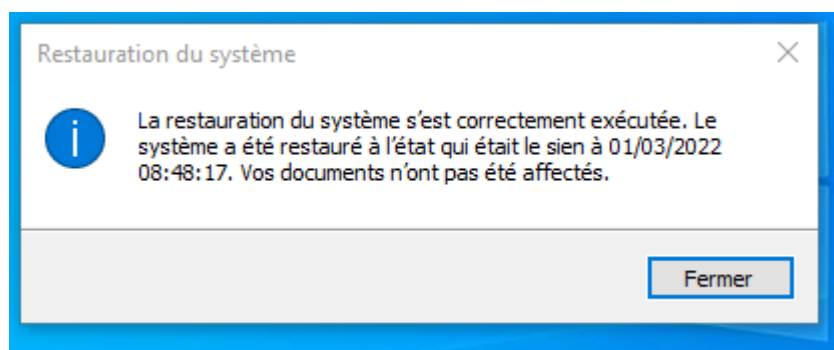 Restauration du système
La restauration du système s’est correctement exécutée. Le
système a été restauré à l’état qui était le sien à 01/03/2022
08:48:17. Vos documents n’ont pas été affectés.
Fermer